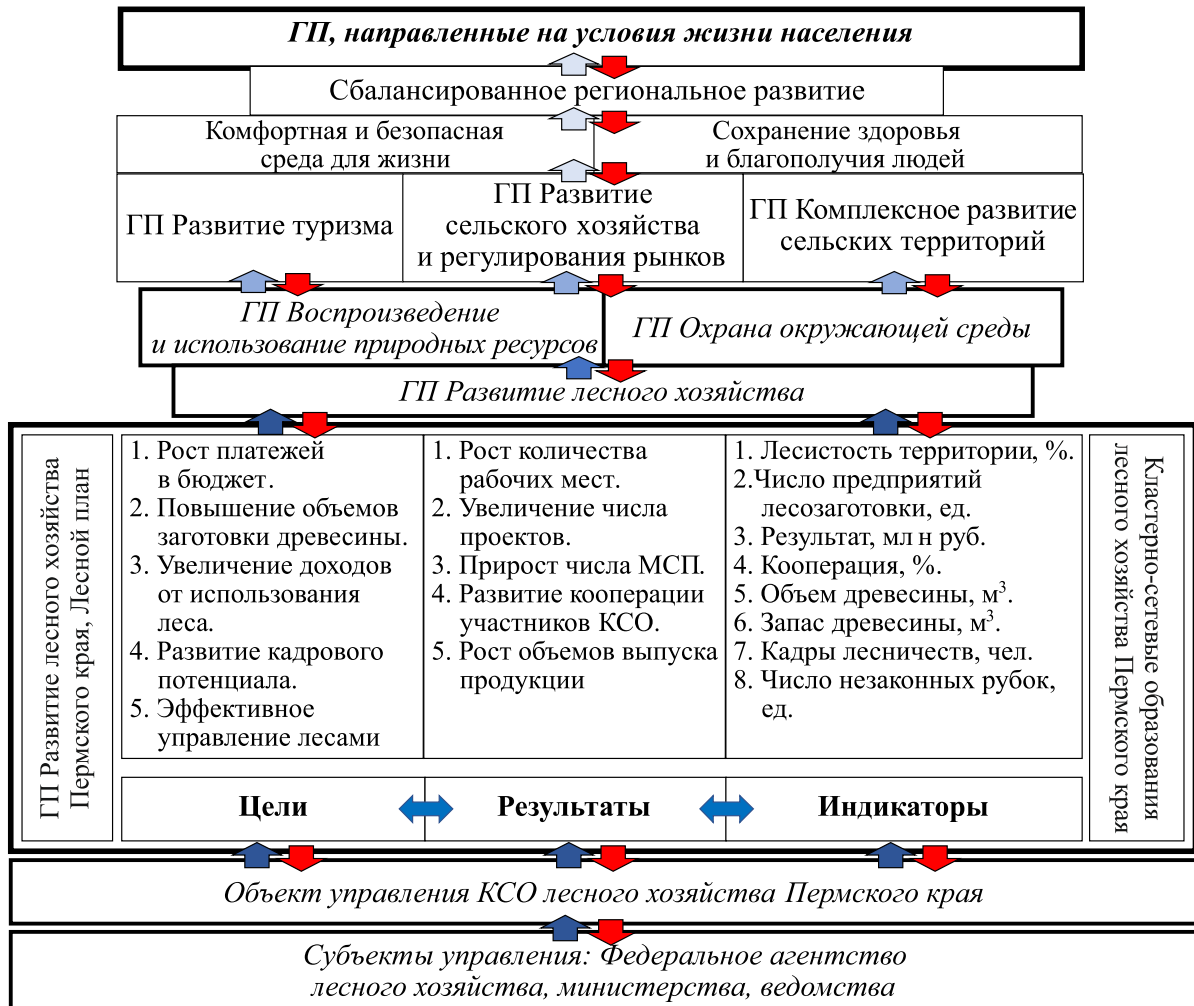 ГП, направленные на условия жизни населения
Сбалансированное региональное развитие
Комфортная и безопасная
среда для жизни
Сохранение здоровья
и благополучия людей
ГП Развитие туризма
ГП Развитие
сельского хозяйства
и регулирования рынков
ГП Комплексное развитие
сельских территорий
ГП Воспроизведение
и использование природных ресурсов
ГП Охрана окружающей среды
ГП Развитие лесного хозяйства
ГП Развитие лесного хозяйства
Пермского края, Лесной план
1. Рост платежей
в бюджет.
2. Повышение объемов
заготовки древесины.
3. Увеличение доходов
от использования
леса.
4. Развитие кадрового
потенциала.
5. Эффективное
управление лесами
1. Рост количества
рабочих мест.
2. Увеличение числа
проектов.
3. Прирост числа МСП.
4. Развитие кооперации
участников КСО.
5. Рост объемов выпуска
продукции
1. Лесистость территории, %.
2.Число предприятий
лесозаготовки, ед.
3. Результат, мл н руб.
4. Кооперация, %.
5. Объем древесины, м³.
6. Запас древесины, м³.
7. Кадры лесничеств, чел.
8. Число незаконных рубок,
ед.
Кластерно-сетевые образования
лесного хозяйства Пермского края
Цели
Результаты
Индикаторы
Объект управления КСО лесного хозяйства Пермского края
Субъекты управления: Федеральное агентство
лесного хозяйства, министерства, ведомства